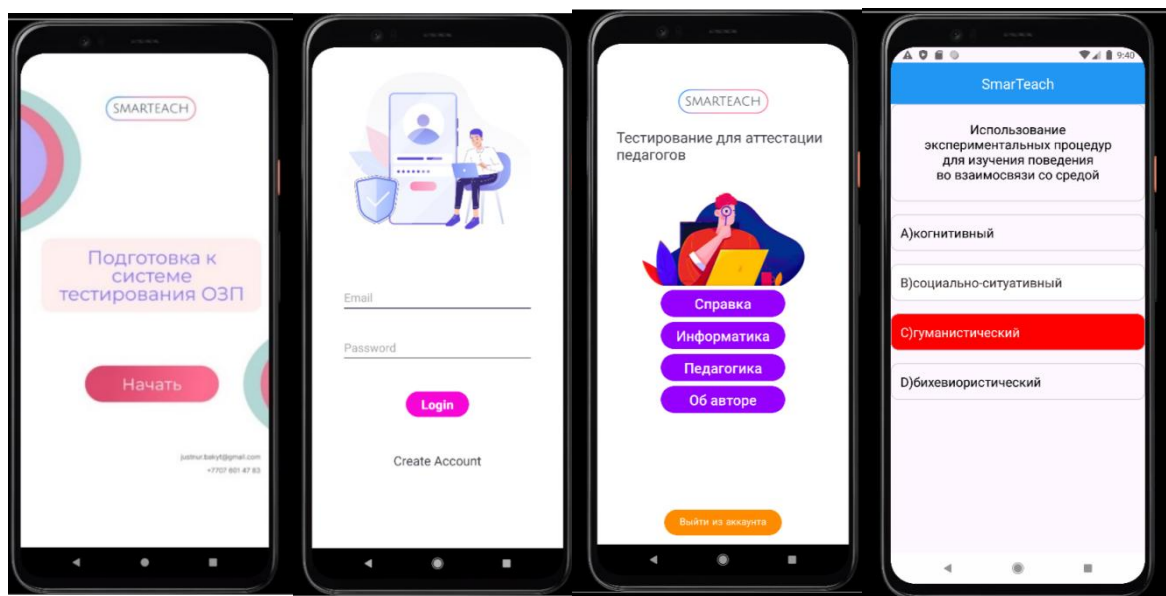 SMARTEACH
Подготовка к
системе
тестирования ОЗП
Начать
justnur.bakyt@gmail.com
+7707 601 47 83
Email
Password
Login
Create Account
SMARTEACH
Тестирование для аттестации
педагогов
Справка
Информатика
Педагогика
Об авторе
Выйти из аккаунта
9:40
SmarTeach
Использование
экспериментальных процедур
для изучения поведения
во взаимосвязи со средой
A)когнитивный
B)социально-ситуативный
C)гуманистический
D)бихевиористический